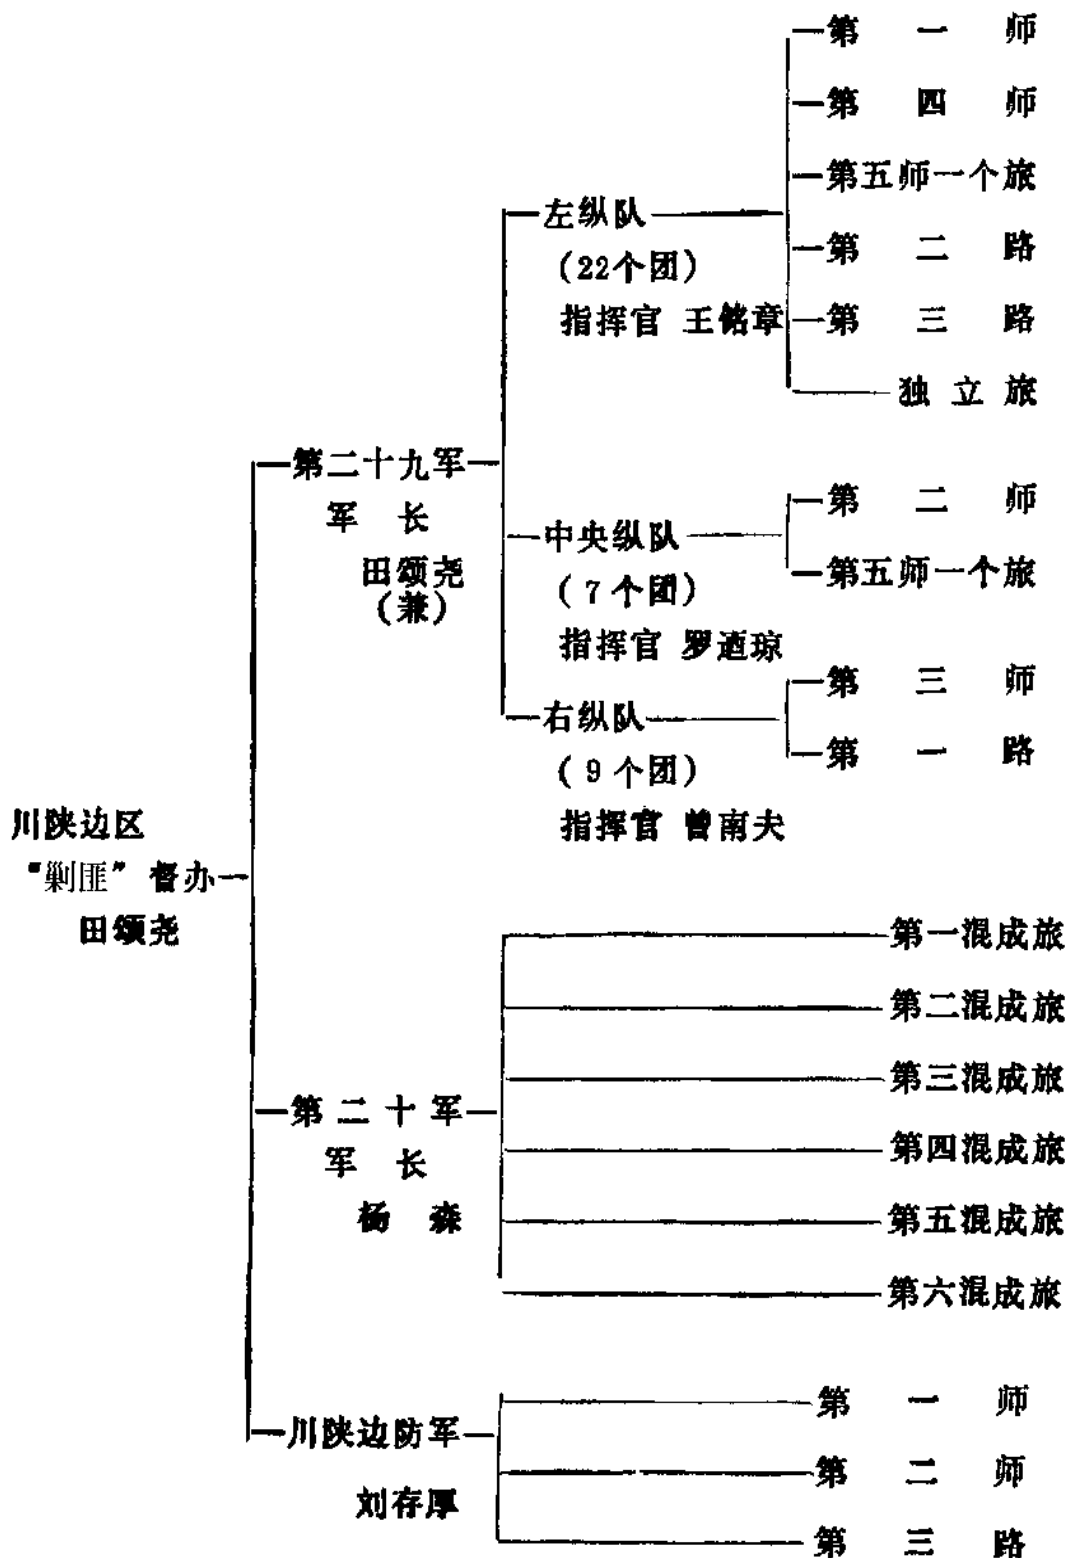 川陕边区
“剿匪”督办
田颂尧
第二十九军
军长
田颂尧
(兼)
左纵队
(22个团)
指挥官 王铭章
第一师
第四师
第五师一个旅
第二路
第三路
独立旅
中央纵队
(7个团)
指挥官 罗迺琼
第二师
第五师一个旅
右纵队
(9个团)
指挥官 曾南夫
第三师
第一路
第二十军
军长
杨森
第一混成旅
第二混成旅
第三混成旅
第四混成旅
第五混成旅
第六混成旅
川陕边防军
刘存厚
第一师
第二师
第三路